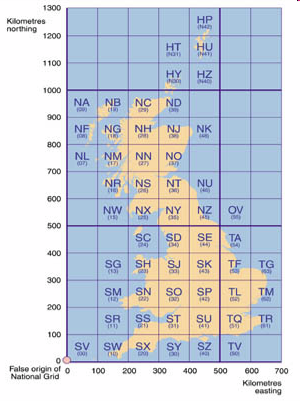 1300
Kilometres
northing
HP
(N42)
1200
HT HU
(N31) (N41)
1100
HY HZ
(N30) (N40)
1000
NA NB NC ND
(09) (19) (29) (39)
900
NF NG NH NJ NK
(08) (18) (28) (38) (48)
800
NL NM NN NO
(07) (17) (27) (37)
700
NR NS NT NU
(16) (26) (36) (46)
600
NW NX NY NZ OV
(15) (25) (35) (45) (55)
500
SC SD SE TA
(24) (34) (44) (54)
400
SG SH SJ SK TF TG
(13) (23) (33) (43) (53) (63)
300
SM SN SO SP TL TM
(12) (22) (32) (42) (52) (62)
200
SR SS ST SU TQ TR
(11) (21) (31) (41) (51) (61)
100
SV SW SX SY SZ TV
(00) (10) (20) (30) (40) (50)
0
False origin of
National Grid
0 100 200 300 400 500 600 700
Kilometres
easting